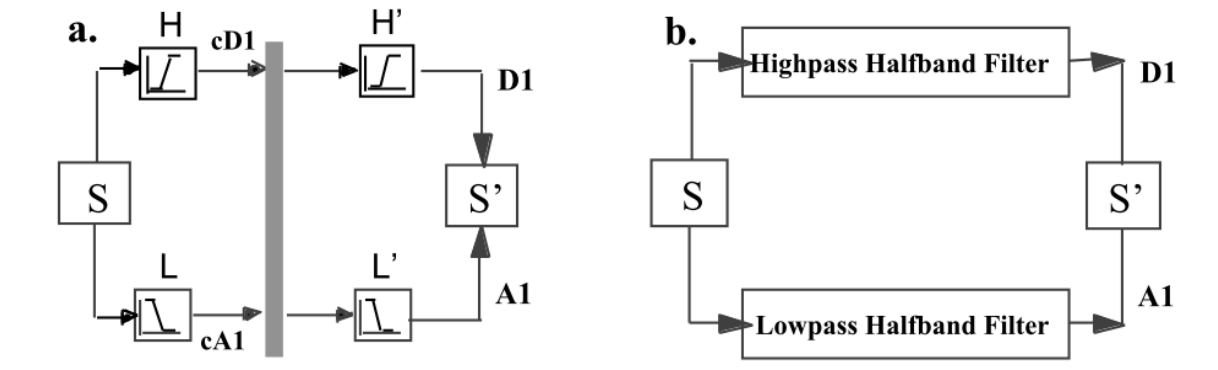 a.
H
cD1
H’
D1
S
S’
L
cA1
L’
A1
b.
Highpass Halfband Filter
D1
S
S’
Lowpass Halfband Filter
A1